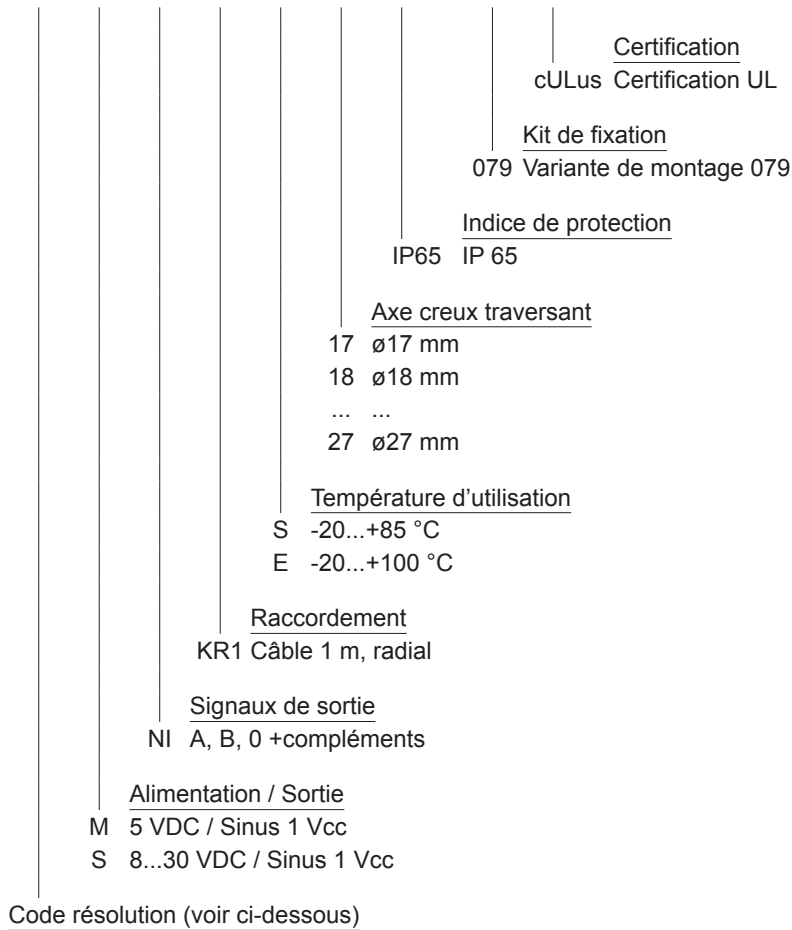 Certification
cULus Certification UL
Kit de fixation
079 Variante de montage 079
Indice de protection
IP65 IP 65
Axe creux traversant
17 ø17 mm
18 ø18 mm
... ...
27 ø27 mm
Température d’utilisation
S -20...+85 °C
E -20...+100 °C
Raccordement
KR1 Câble 1 m, radial
Signaux de sortie
NI A, B, 0 +compléments
Alimentation / Sortie
M 5 VDC / Sinus 1 Vcc
S 8...30 VDC / Sinus 1 Vcc
Code résolution (voir ci-dessous)